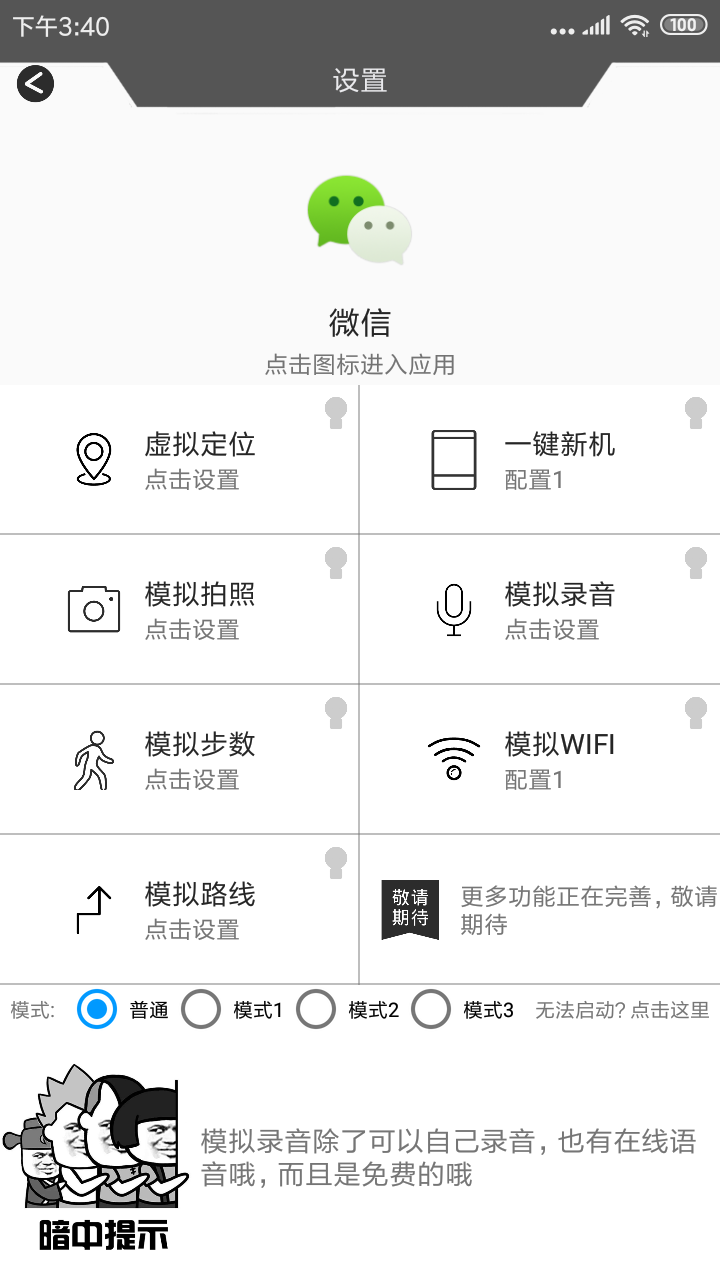 下午3:40
100
设置
微信
点击图标进入应用
虚拟定位
点击设置
一键新机
配置1
模拟拍照
点击设置
模拟录音
点击设置
模拟步数
点击设置
模拟WIFI
配置1
模拟路线
点击设置
敬请
期待
更多功能正在完善，敬请
期待
模式: 普通 模式1 模式2 模式3 无法启动? 点击这里
模拟录音除了可以自己录音，也有在线语
音哦，而且是免费的哦
暗中提示